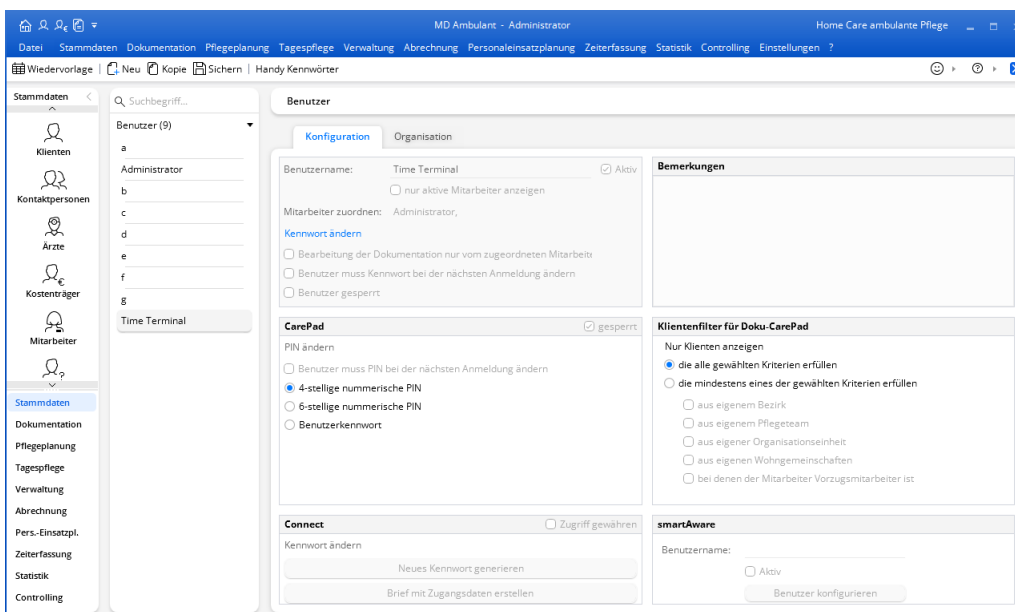 MD Ambulant - Administrator
Home Care ambulante Pflege
Datei Stammdaten Dokumentation Pflegeplanung Tagespflege Verwaltung Abrechnung Personaleinsatzplanung Zeiterfassung Statistik Controlling Einstellungen ?
Wiedervorlage | Neu Kopie Sichern | Handy Kennwörter
Stammdaten
Klienten
Kontaktpersonen
Ärzte
Kostenträger
Mitarbeiter
Stammdaten
Dokumentation
Pflegeplanung
Tagespflege
Verwaltung
Abrechnung
Pers.-Einsatzpl.
Zeiterfassung
Statistik
Controlling
Suchbegriff...
Benutzer (9)
a
Administrator
b
c
d
e
f
g
Time Terminal
Benutzer
Konfiguration Organisation
Benutzername: Time Terminal Aktiv
nur aktive Mitarbeiter anzeigen
Mitarbeiter zuordnen: Administrator,
Kennwort ändern
Bearbeitung der Dokumentation nur vom zugeordneten Mitarbeite
Benutzer muss Kennwort bei der nächsten Anmeldung ändern
Benutzer gesperrt
Bemerkungen
CarePad gesperrt
PIN ändern
Benutzer muss PIN bei der nächsten Anmeldung ändern
4-stellige nummerische PIN
6-stellige nummerische PIN
Benutzerkennwort
Klientenfilter für Doku-CarePad
Nur Klienten anzeigen
die alle gewählten Kriterien erfüllen
die mindestens eines der gewählten Kriterien erfüllen
aus eigenem Bezirk
aus eigenem Pflegeteam
aus eigener Organisationseinheit
aus eigenen Wohngemeinschaften
bei denen der Mitarbeiter Vorzugsmitarbeiter ist
Connect Zugriff gewähren
Kennwort ändern
Neues Kennwort generieren
Brief mit Zugangsdaten erstellen
smartAware
Benutzername:
Aktiv
Benutzer konfigurieren